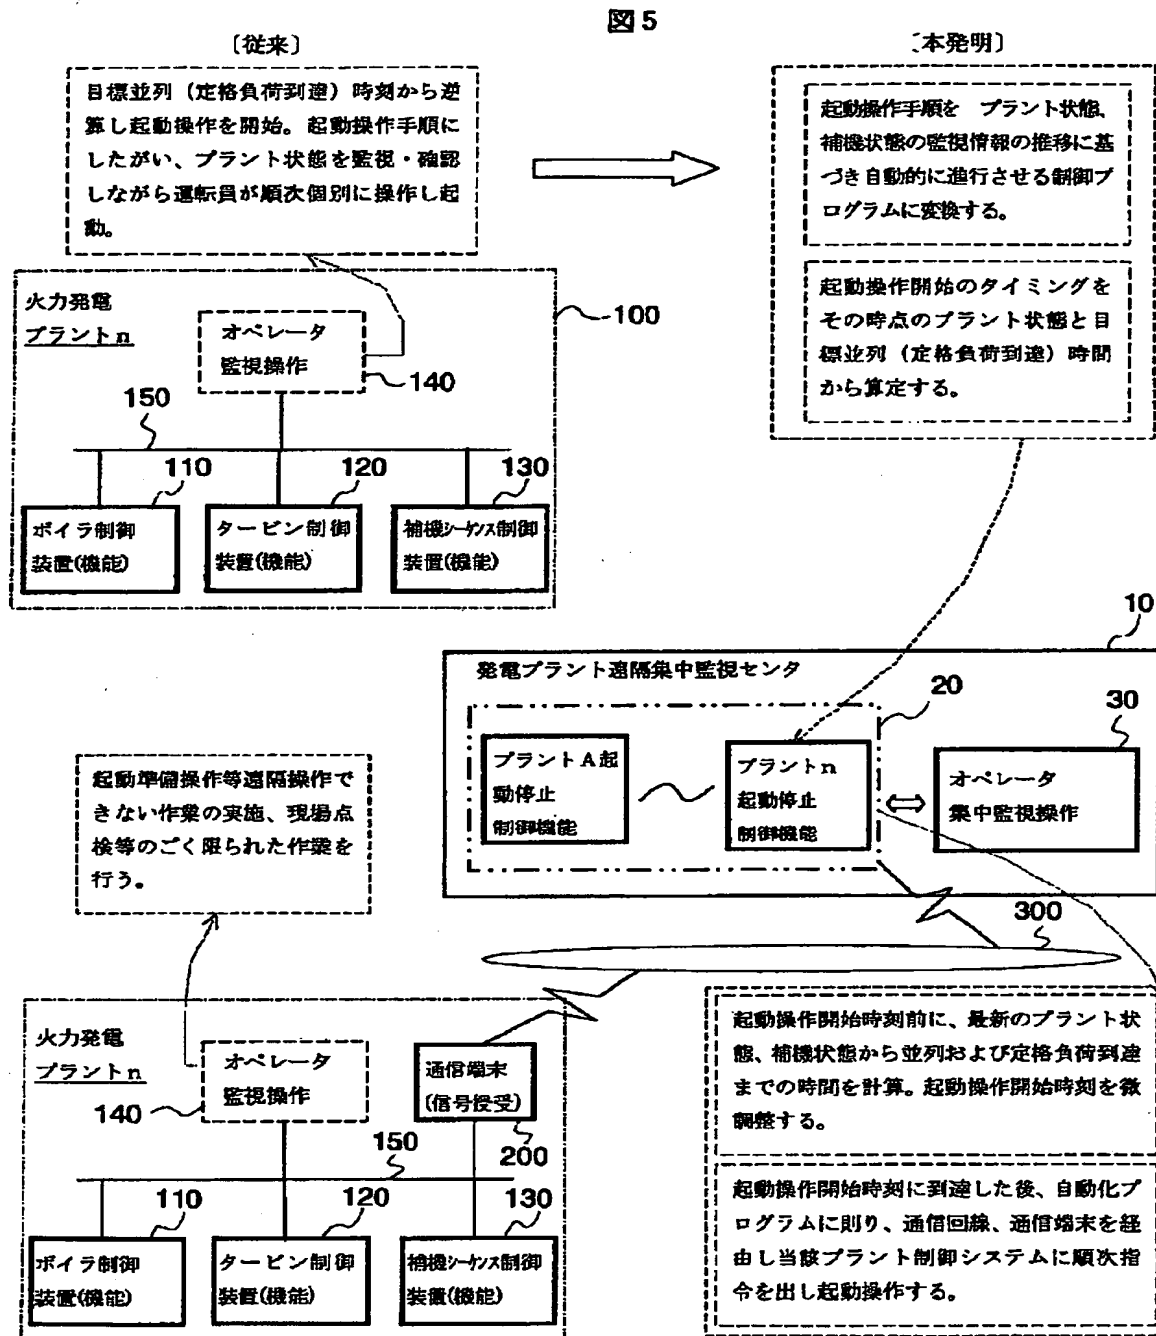 図5
〔従来〕
目標並列（定格負荷到達）時刻から逆
算し起動操作を開始。起動操作手順に
したがい、プラント状態を監視・確認
しながら運転員が順次個別に操作し起
動。
〔本発明〕
起動操作手順を　プラント状態、
補機状態の監視情報の推移に基
づき自動的に進行させる制御プ
ログラムに変換する。
起動操作開始のタイミングを
その時点のプラント状態と目
標並列（定格負荷到達）時間
から算定する。
火力発電
プラントn
オペレータ
監視操作
100
140
150
110
120
130
ボイラ制御
装置(機能)
タービン制御
装置(機能)
補機シーケンス制御
装置(機能)
10
発電プラント遠隔集中監視センタ
20
30
プラントA起
動停止
制御機能
プラントn
起動停止
制御機能
オペレータ
集中監視操作
起動準備操作等遠隔操作で
きない作業の実施、現場点
検等のごく限られた作業を
行う。
300
火力発電
プラントn
オペレータ
監視操作
140
通信端末
(信号授受)
200
150
110
120
130
ボイラ制御
装置(機能)
タービン制御
装置(機能)
補機シーケンス制御
装置(機能)
起動操作開始時刻前に、最新のプラント状
態、補機状態から並列および定格負荷到達
までの時間を計算。起動操作開始時刻を微
調整する。
起動操作開始時刻に到達した後、自動化プ
ログラムに則り、通信回線、通信端末を経
由し当該プラント制御システムに順次指
令を出し起動操作する。